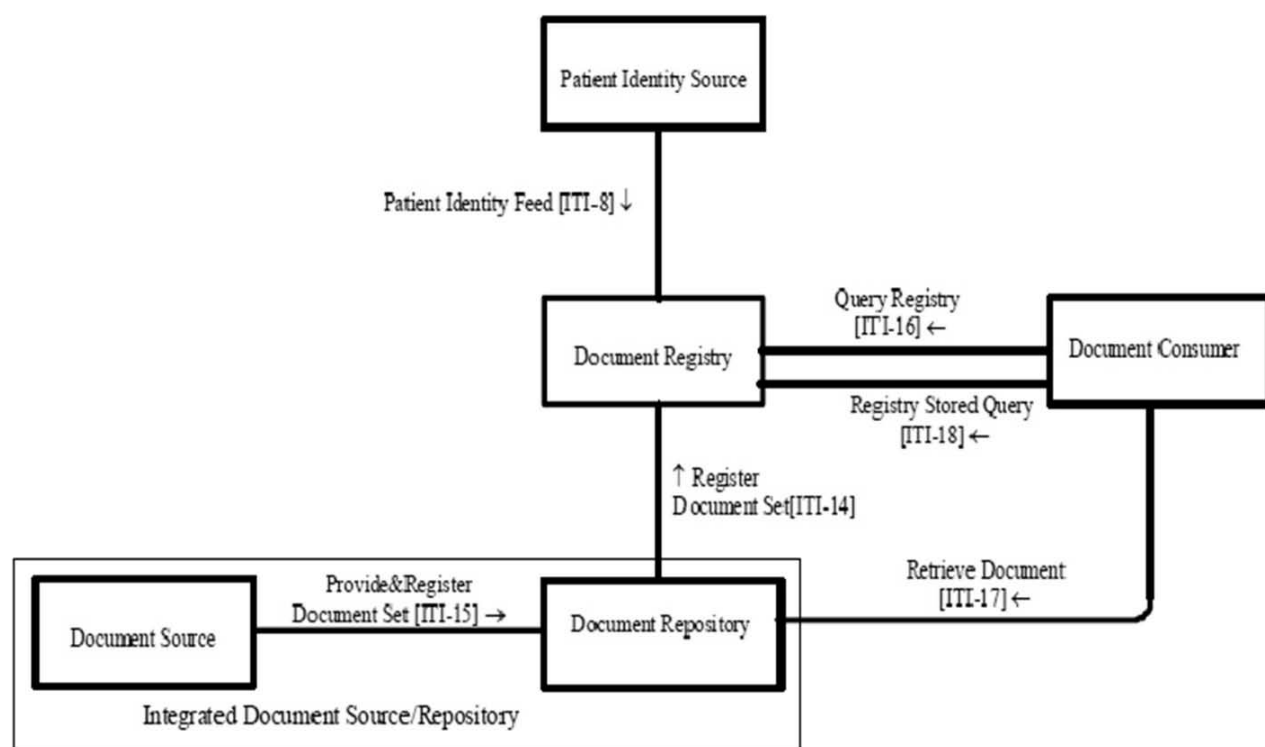 Patient Identity Source
Patient Identity Feed [ITI-8] ↓
Query Registry
[ITI-16] ←
Document Registry
Document Consumer
Registry Stored Query
[ITI-18] ←
↑ Register
Document Set[ITI-14]
Retrieve Document
[ITI-17] ←
Provide&Register
Document Set [ITI-15] →
Document Source
Document Repository
Integrated Document Source/Repository